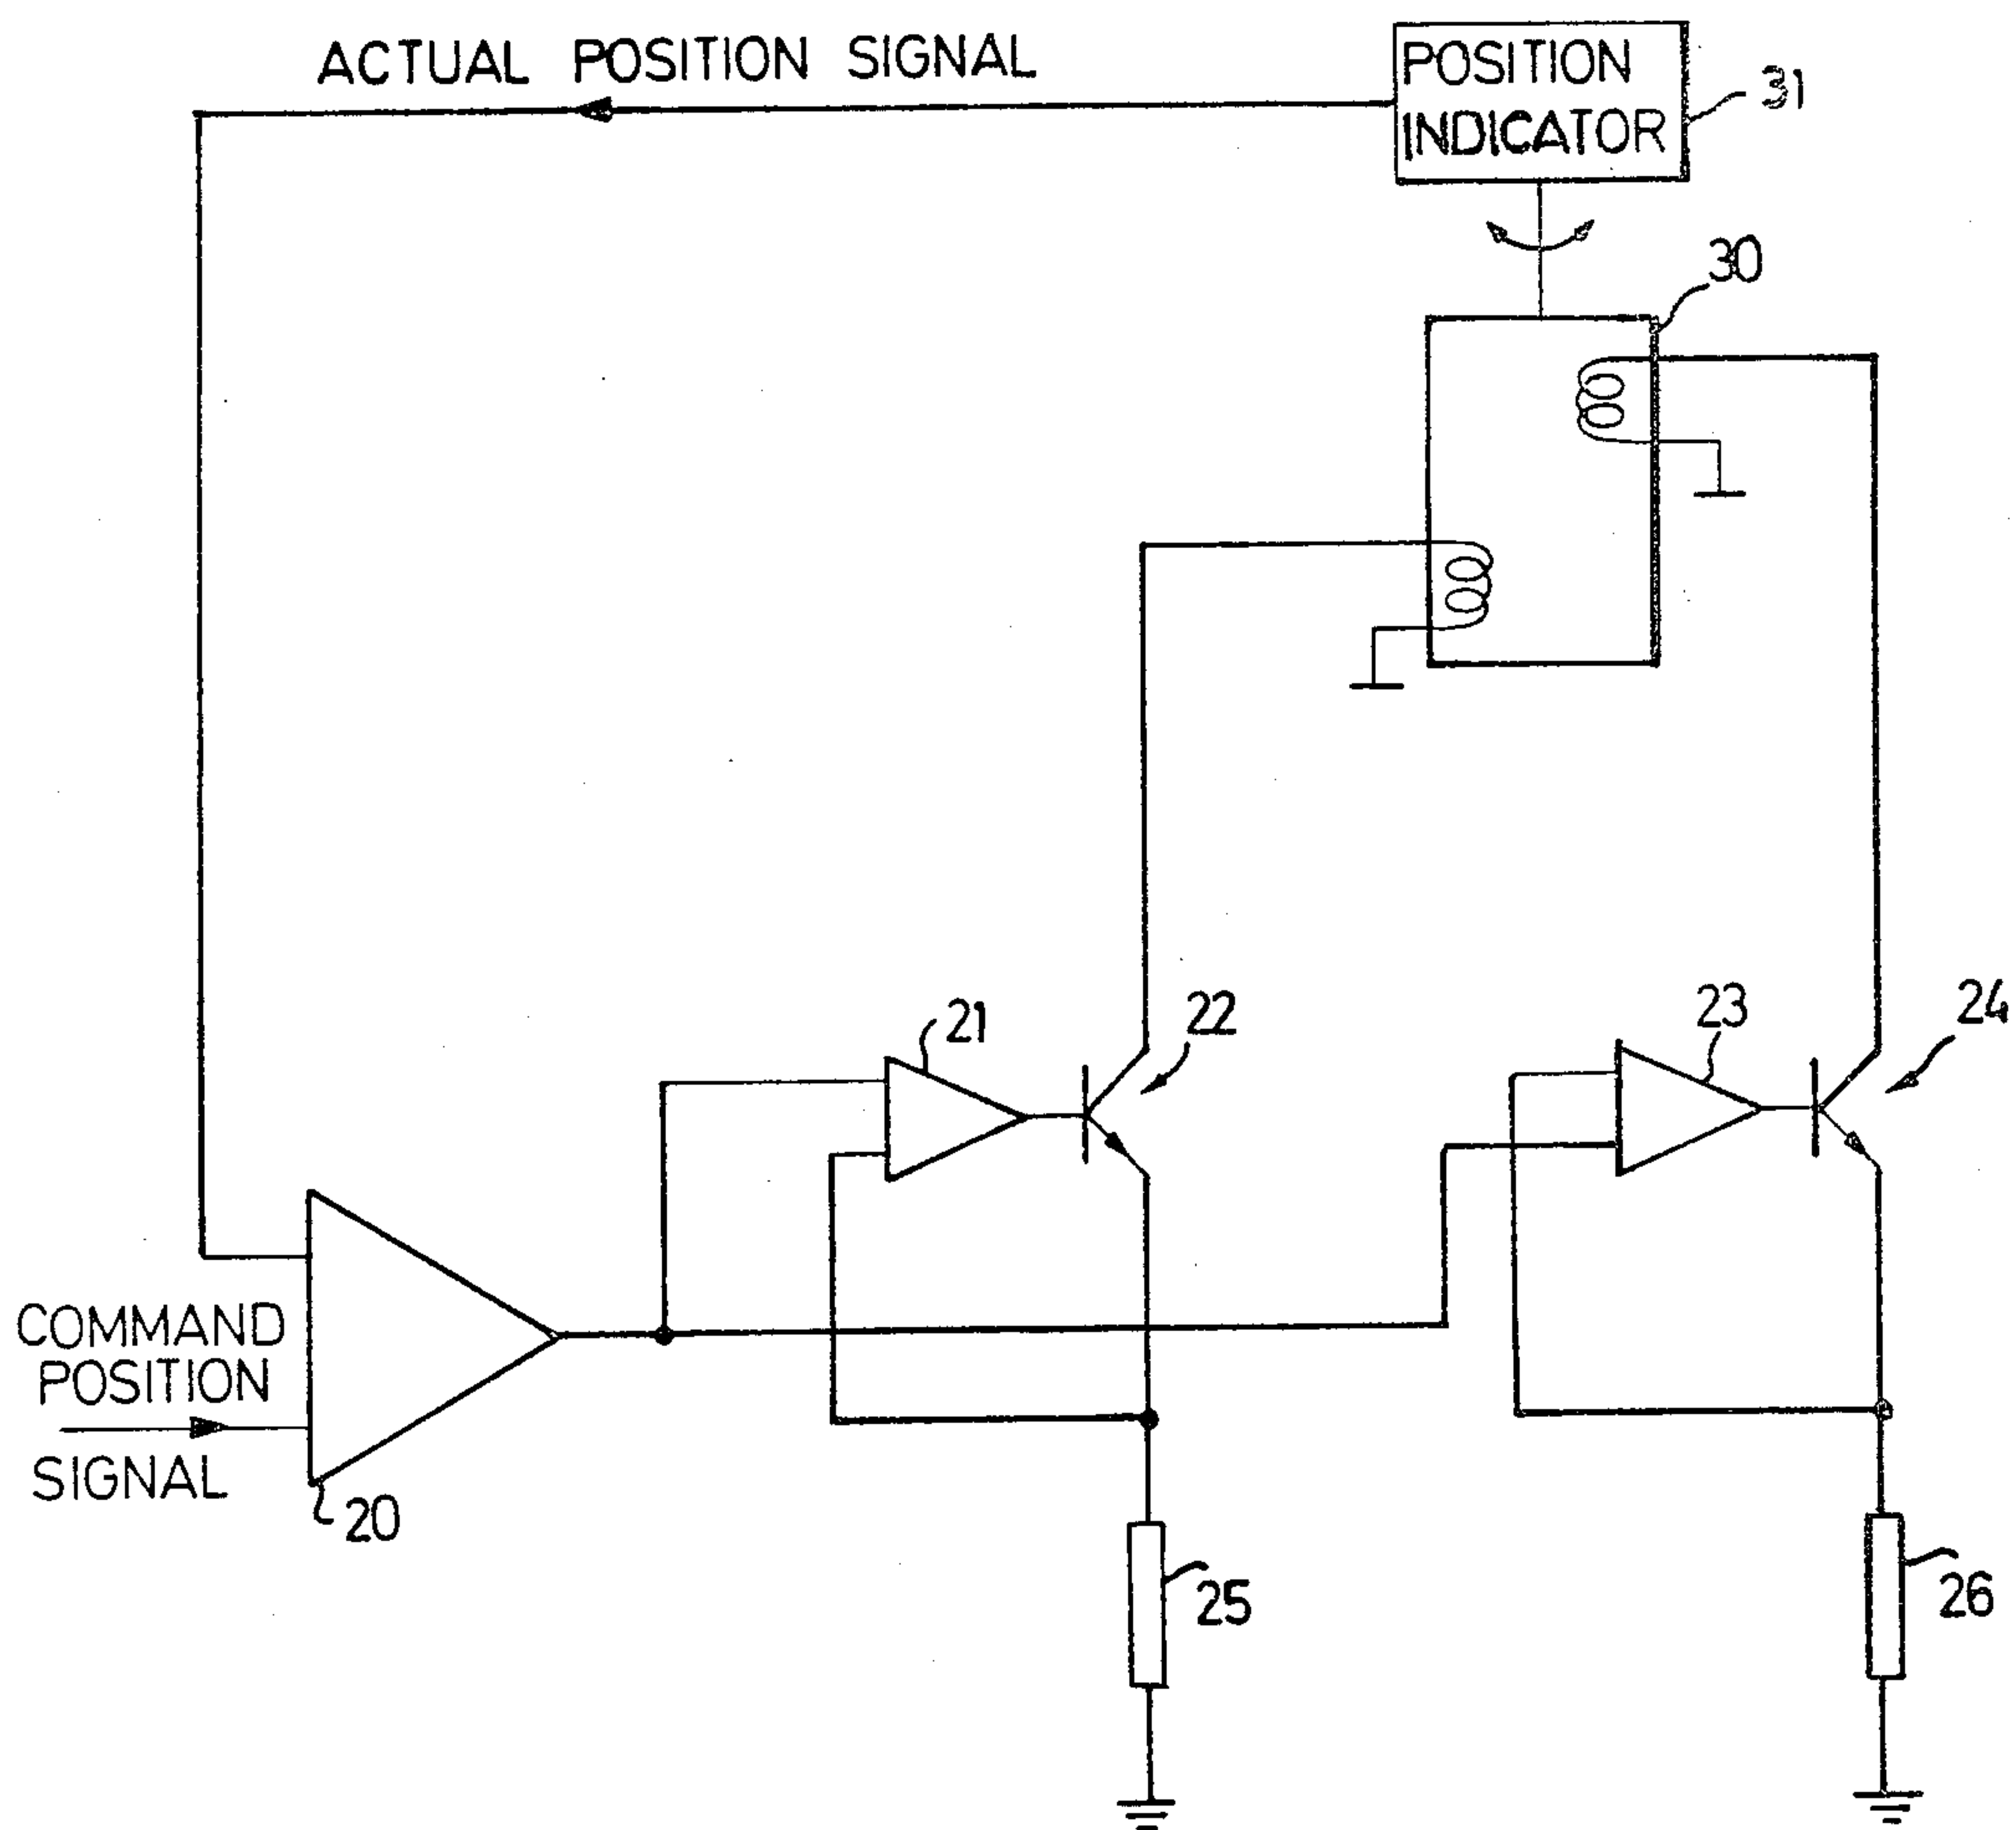 ACTUAL POSITION SIGNAL
POSITION
INDICATOR
31
30
21
22
23
24
COMMAND
POSITION
SIGNAL
20
25
26